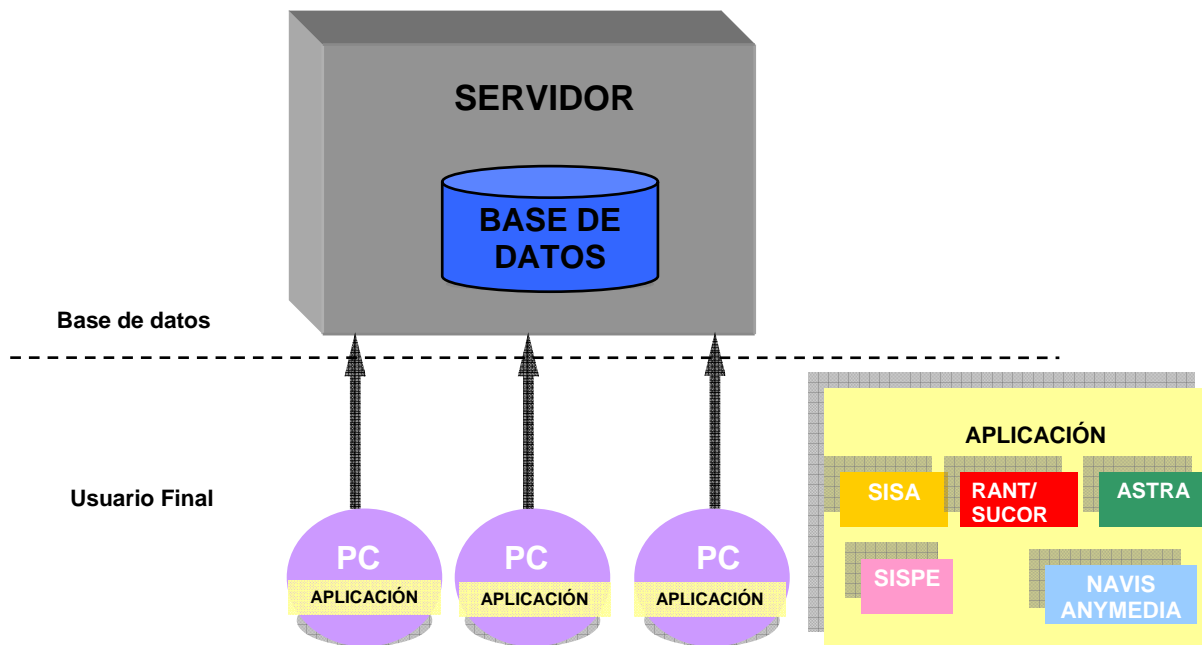 SERVIDOR
BASE DE
DATOS
Base de datos
Usuario Final
APLICACIÓN
SISA
RANT/
SUCOR
ASTRA
SISPE
NAVIS
ANYMEDIA
PC
APLICACIÓN
PC
APLICACIÓN
PC
APLICACIÓN